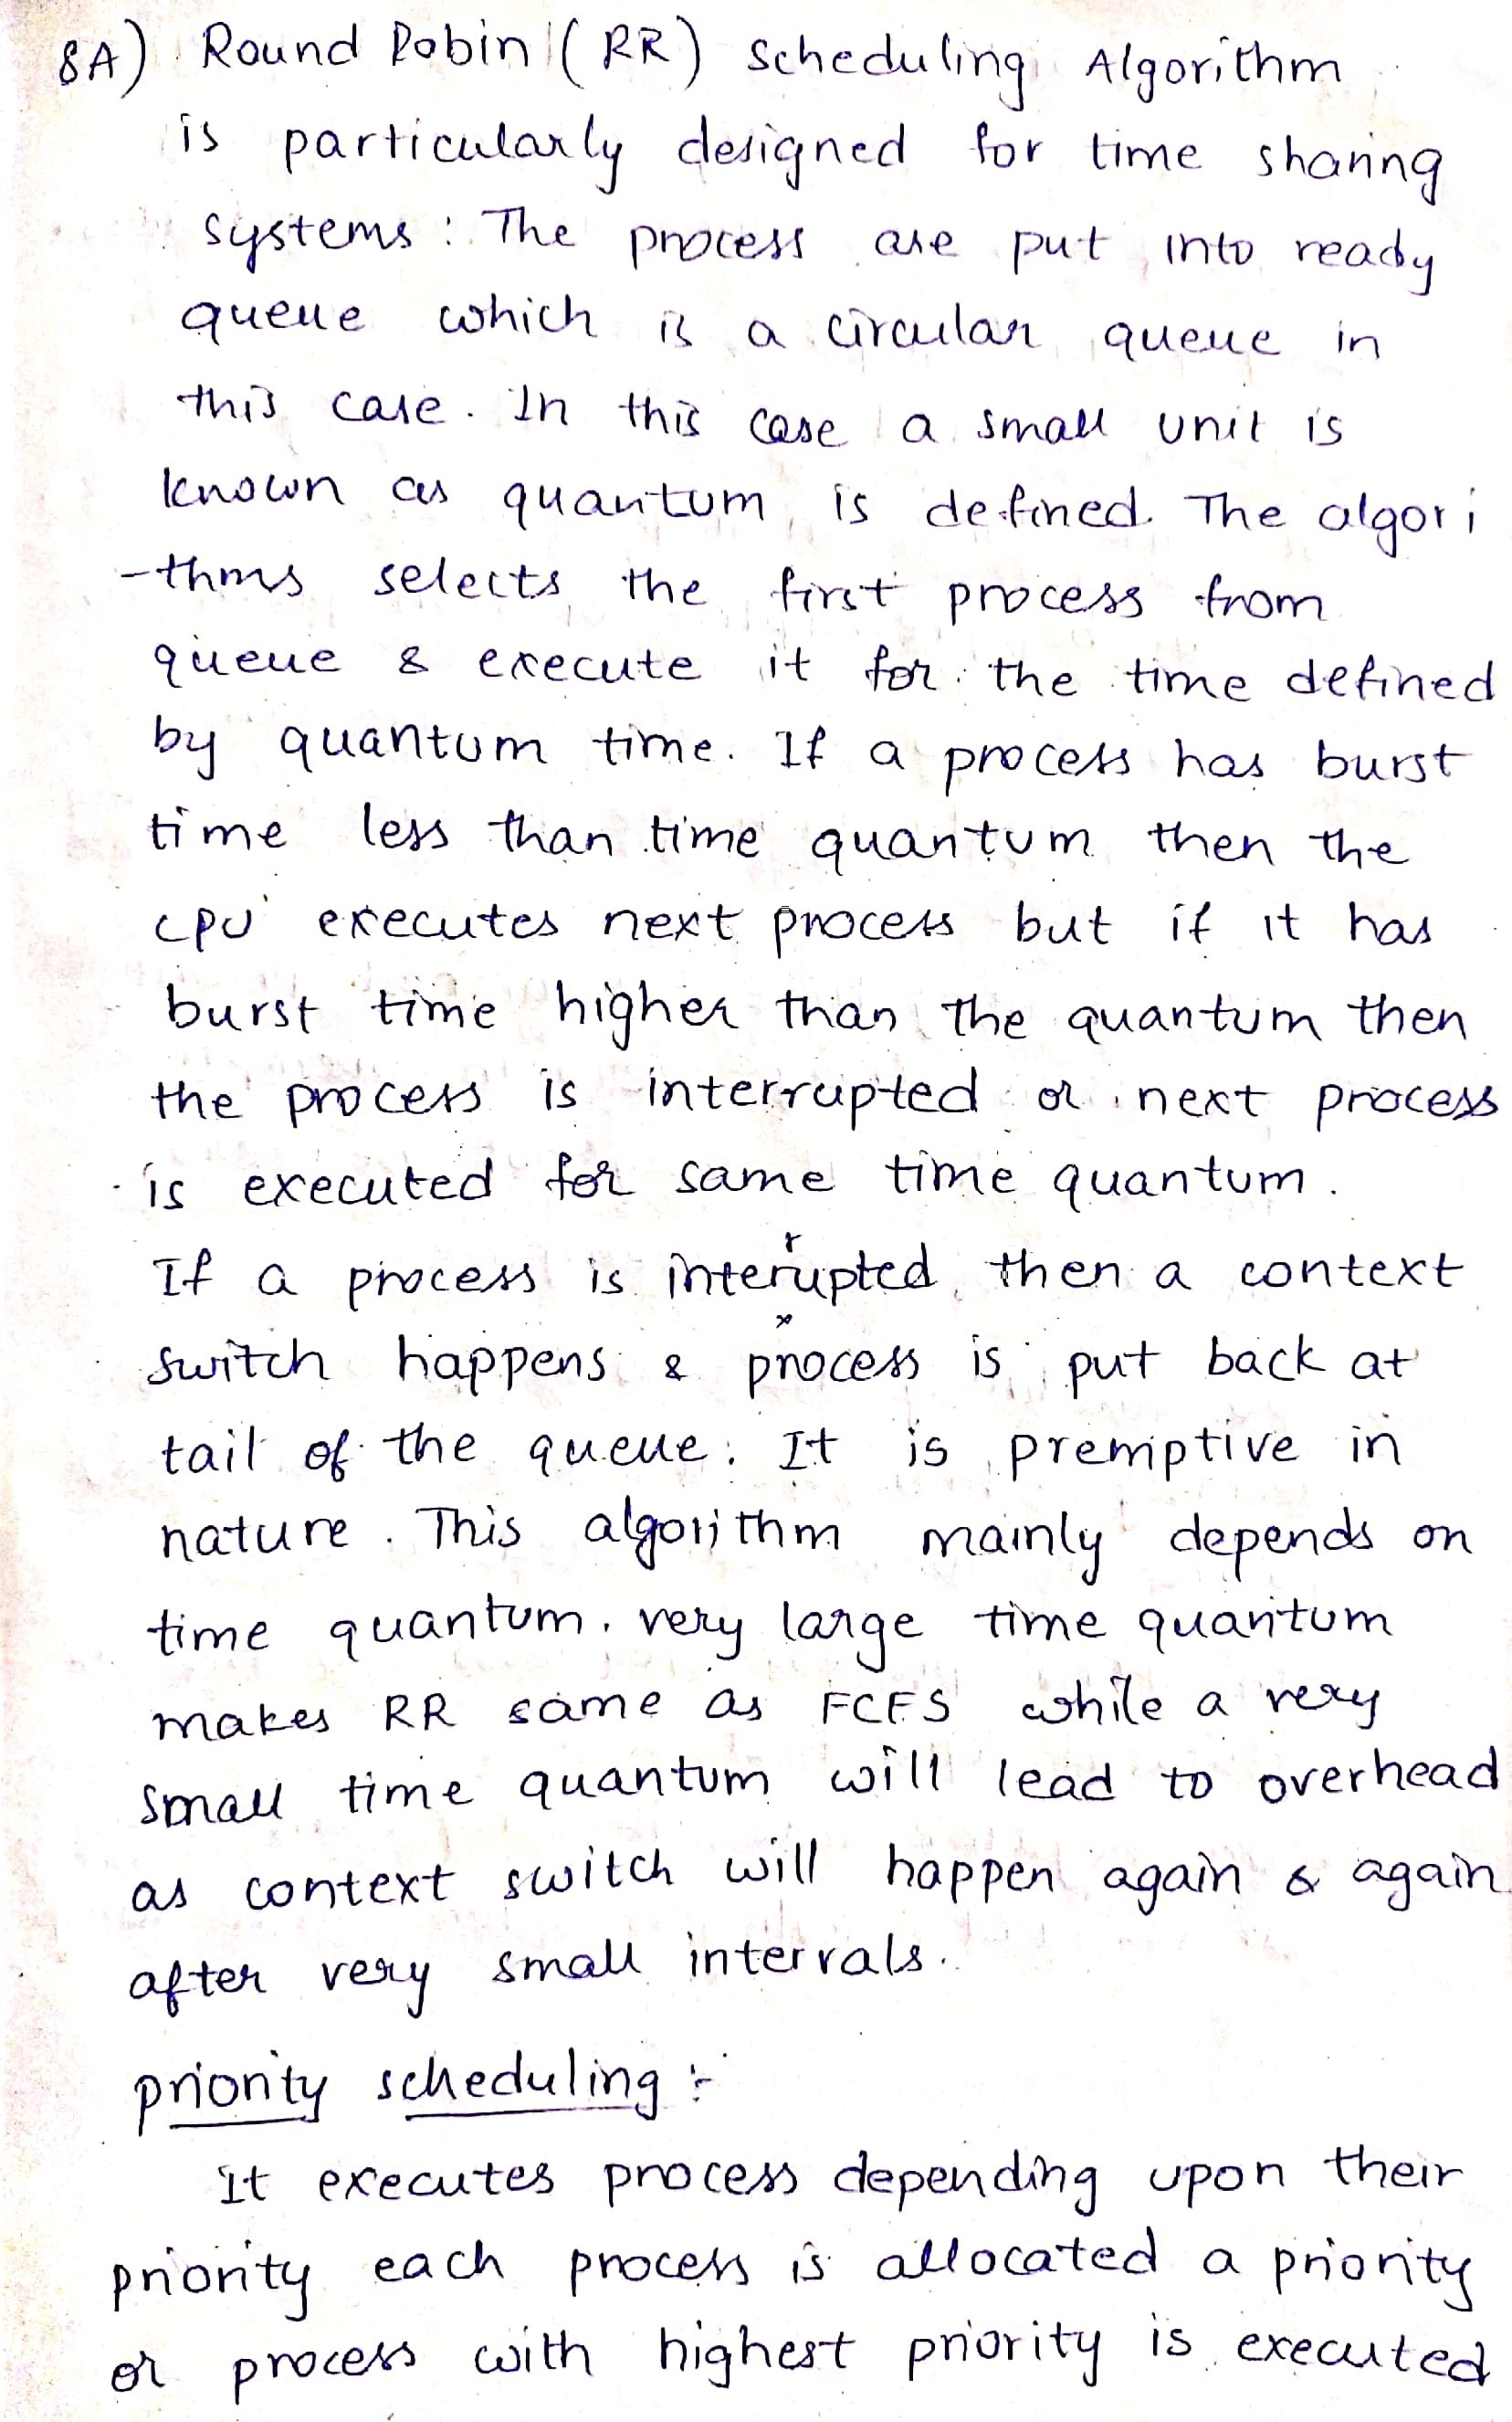 8A) Round Robin (RR) Scheduling Algorithm
is particularly designed for time sharing
systems: The process are put into ready
queue which is a circular queue in
this case. In this case a small unit is
known as quantum is defined. The algori
-thms selects the first process from
queue & execute it for the time defined
by quantum time. If a process has burst
time less than time quantum then the
CPU executes next process but if it has
burst time higher than the quantum then
the process is interrupted or next process
is executed for same time quantum.
If a process is interrupted then a context
switch happens & process is put back at
tail of the queue. It is premptive in
nature. This algorithm mainly depends on
time quantum. very large time quantum
makes RR same as FCFS while a very
small time quantum will lead to overhead
as context switch will happen again & again
after very small intervals.
priority scheduling :-
It executes process depending upon their
priority each process is allocated a priority
or process with highest priority is executed